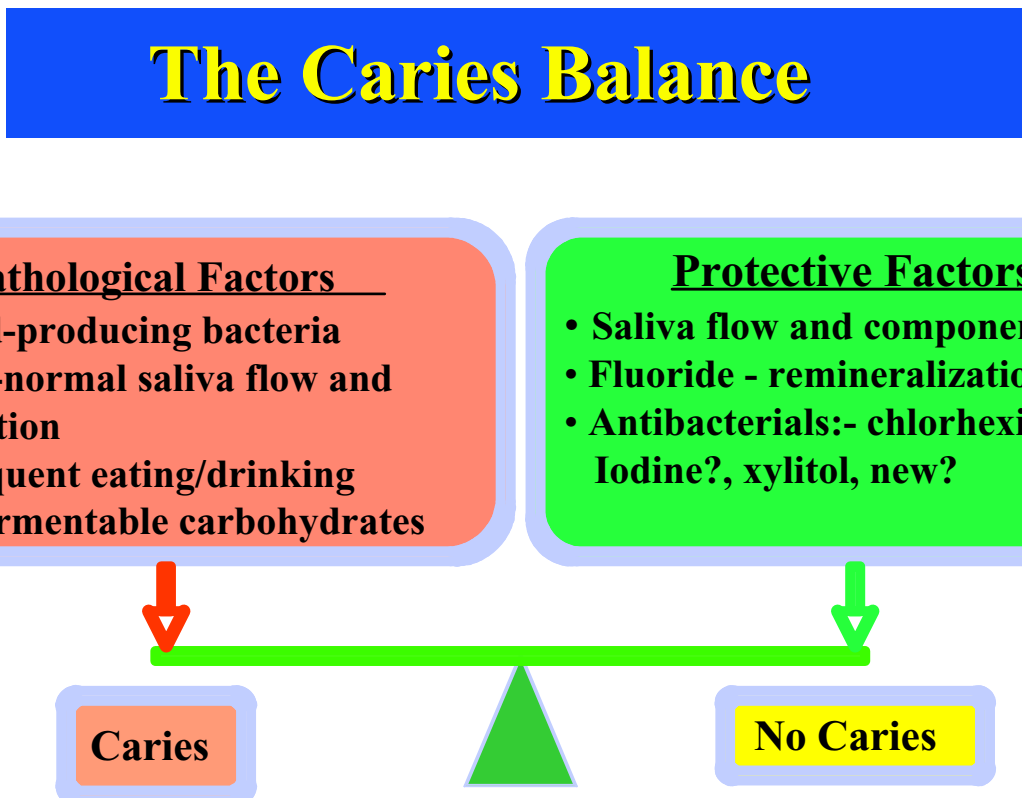 The Caries Balance
athological Factors
-producing bacteria
-normal saliva flow and
tion
quent eating/drinking
rmentable carbohydrates
Protective Factors
• Saliva flow and compone
• Fluoride - remineralizatio
• Antibacterials:- chlorhexi
Iodine?, xylitol, new?
Caries
No Caries